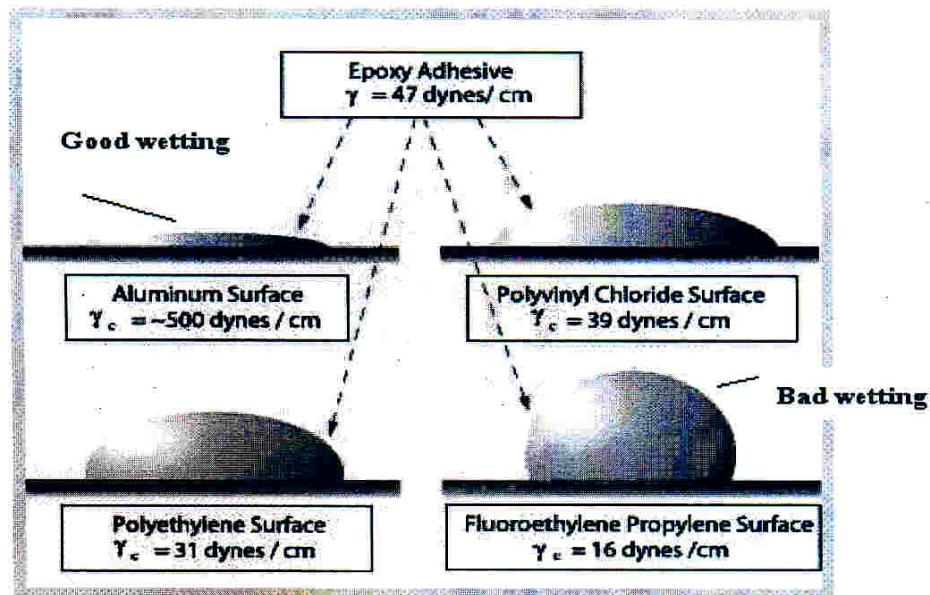 Epoxy Adhesive
γ = 47 dynes/ cm
Good wetting
Aluminum Surface
γc = ~500 dynes / cm
Polyvinyl Chloride Surface
γc = 39 dynes / cm
Bad wetting
Polyethylene Surface
γc = 31 dynes / cm
Fluoroethylene Propylene Surface
γc = 16 dynes /cm